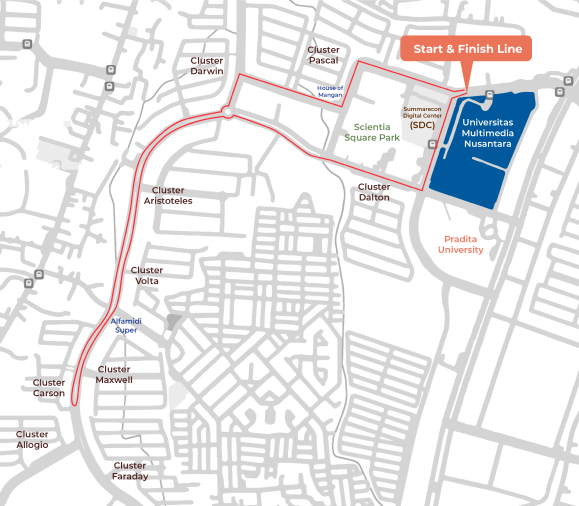 Start & Finish Line
Cluster
Pascal
Cluster
Darwin
House of
Mangan
Summarecon
Digital Center
(SDC)
Universitas
Multimedia
Nusantara
Scientia
Square Park
Cluster
Dalton
Cluster
Aristoteles
Pradita
University
Cluster
Volta
Alfamidi
Super
Cluster
Maxwell
Cluster
Carson
Cluster
Allogio
Cluster
Faraday